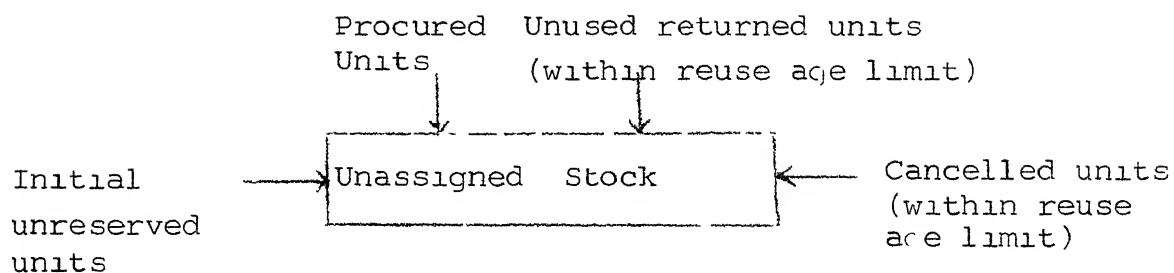 Procured Unused returned units
Units (within reuse age limit)
Initial
unreserved
units
Unassigned Stock
Cancelled units
(within reuse
age limit)